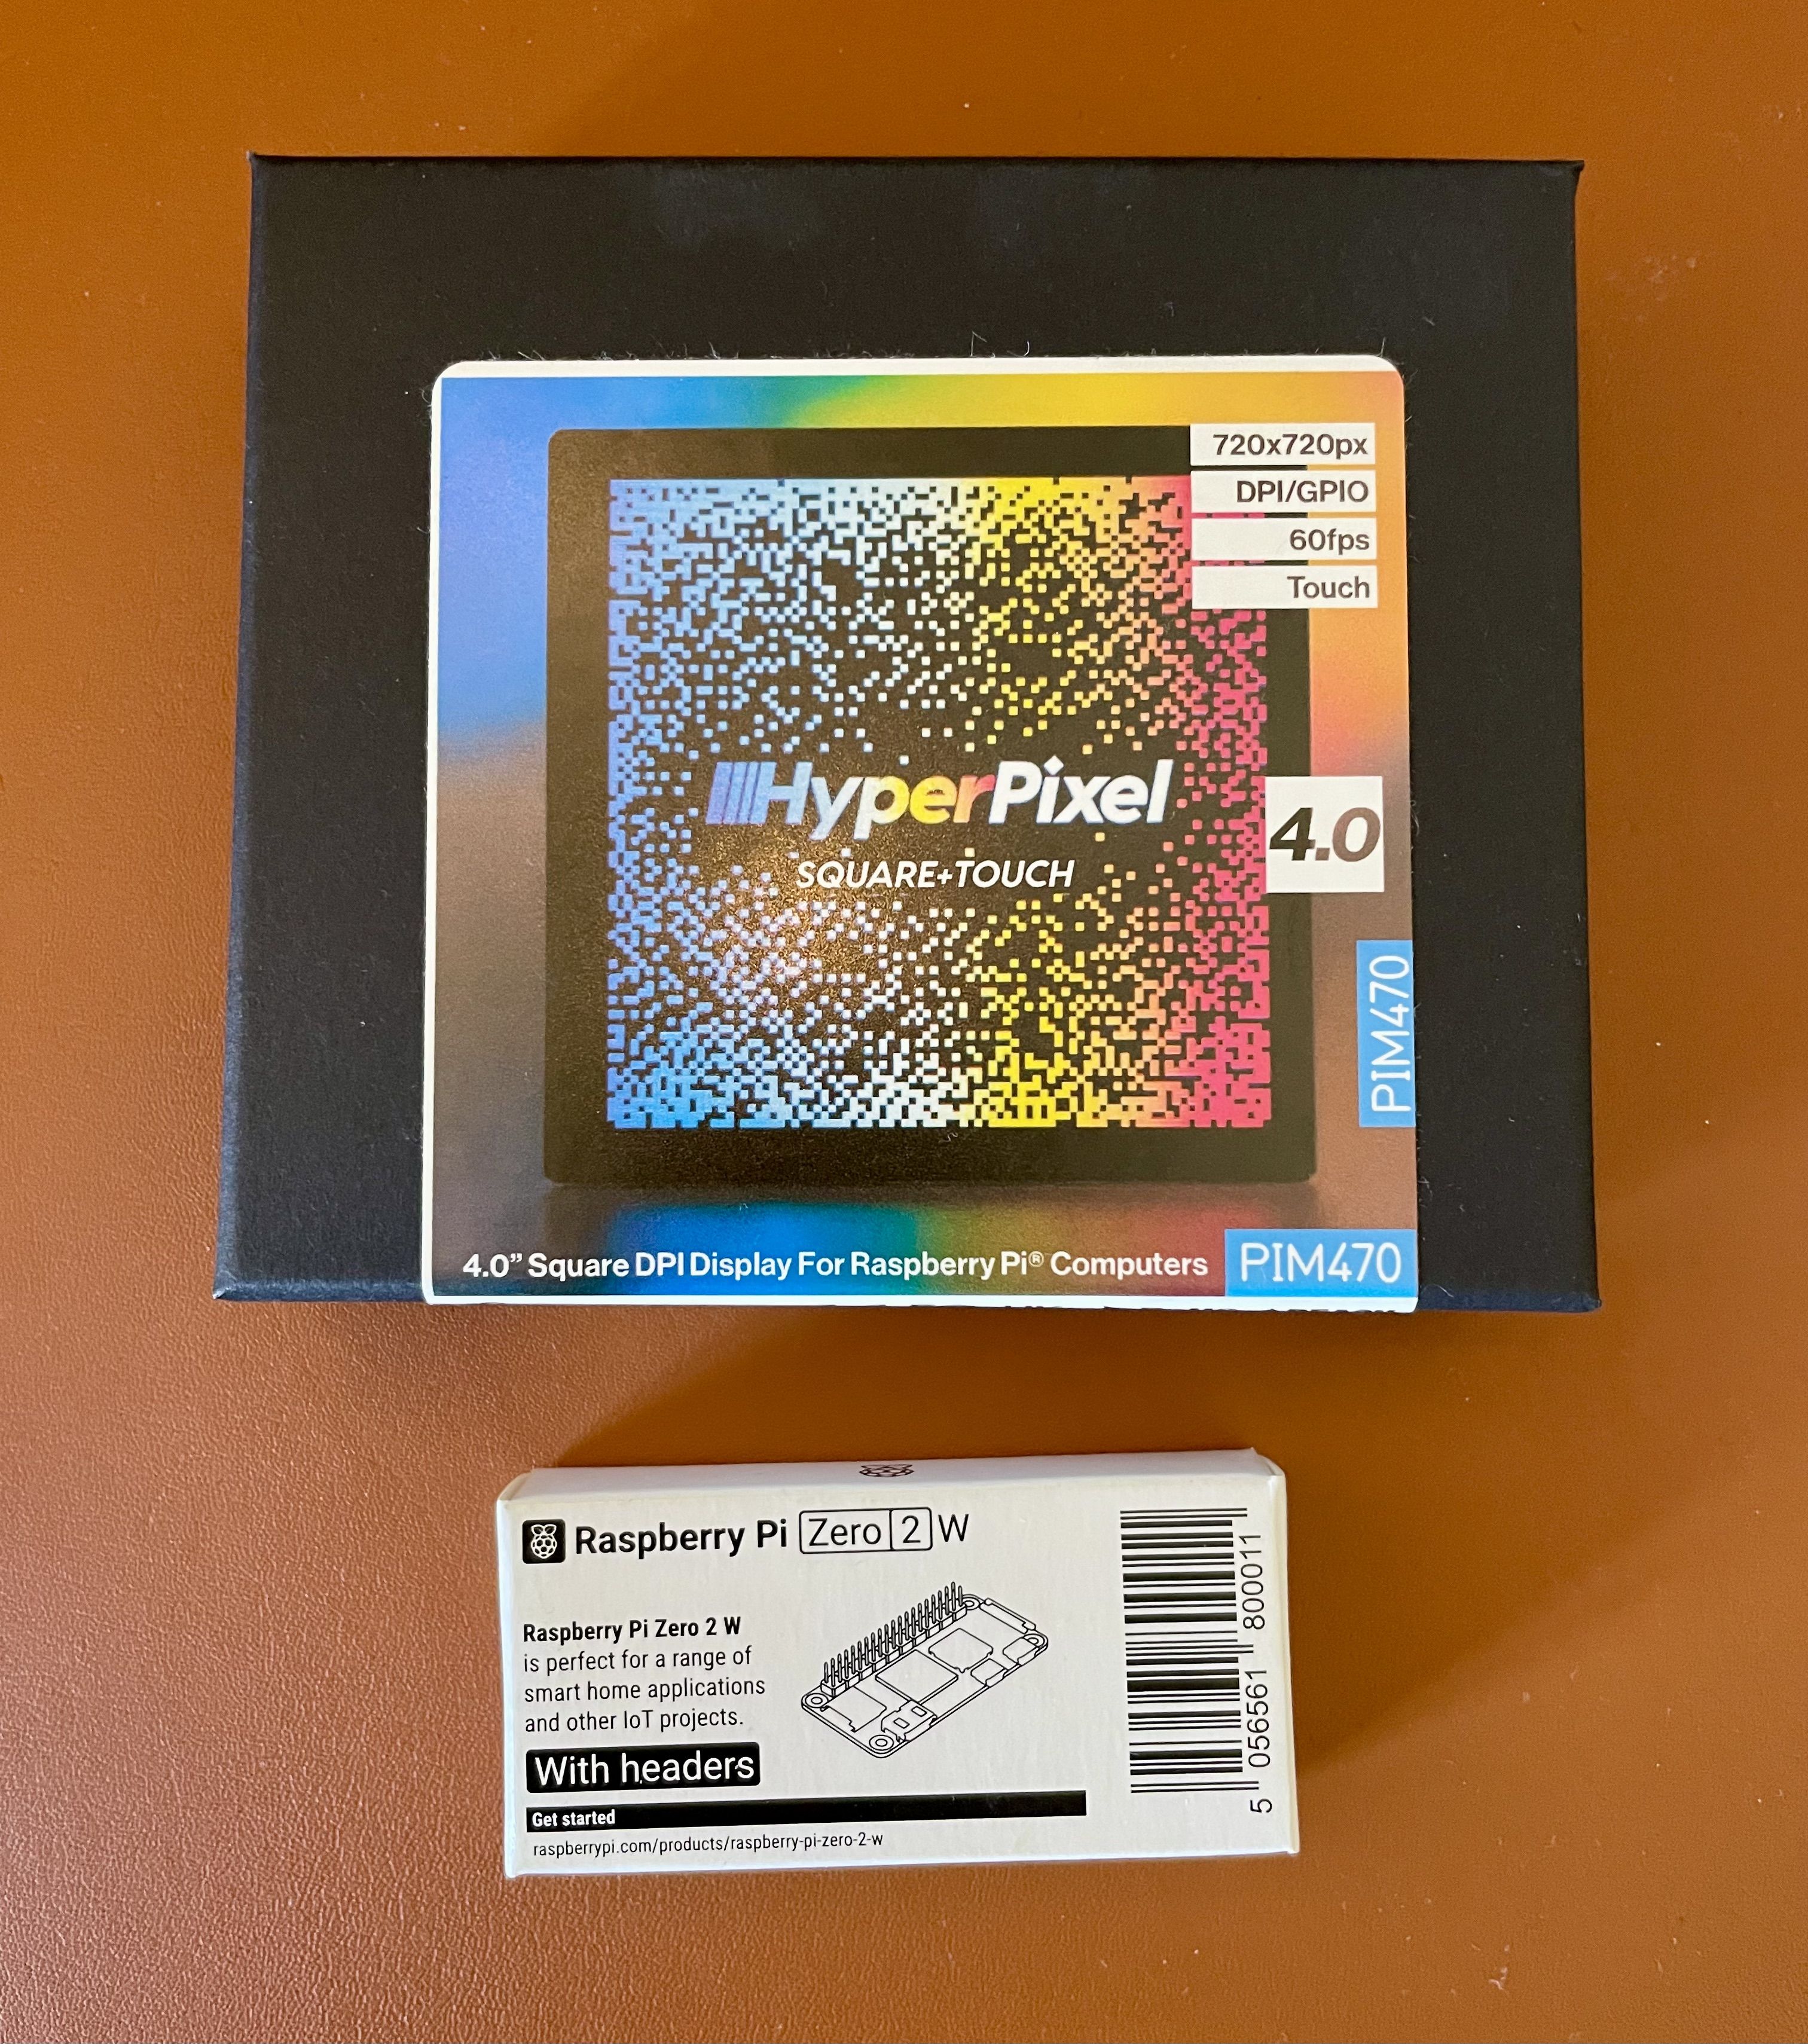 720x720px
DPI/GPIO
60fps
Touch
HyperPixel
SQUARE+TOUCH
4.0
PIM470
4.0” Square DPI Display For Raspberry Pi® Computers
PIM470
Raspberry Pi Zero 2 W
Raspberry Pi Zero 2 W
is perfect for a range of
smart home applications
and other IoT projects.
With headers
Get started
raspberrypi.com/products/raspberry-pi-zero-2-w
5 056561 800011